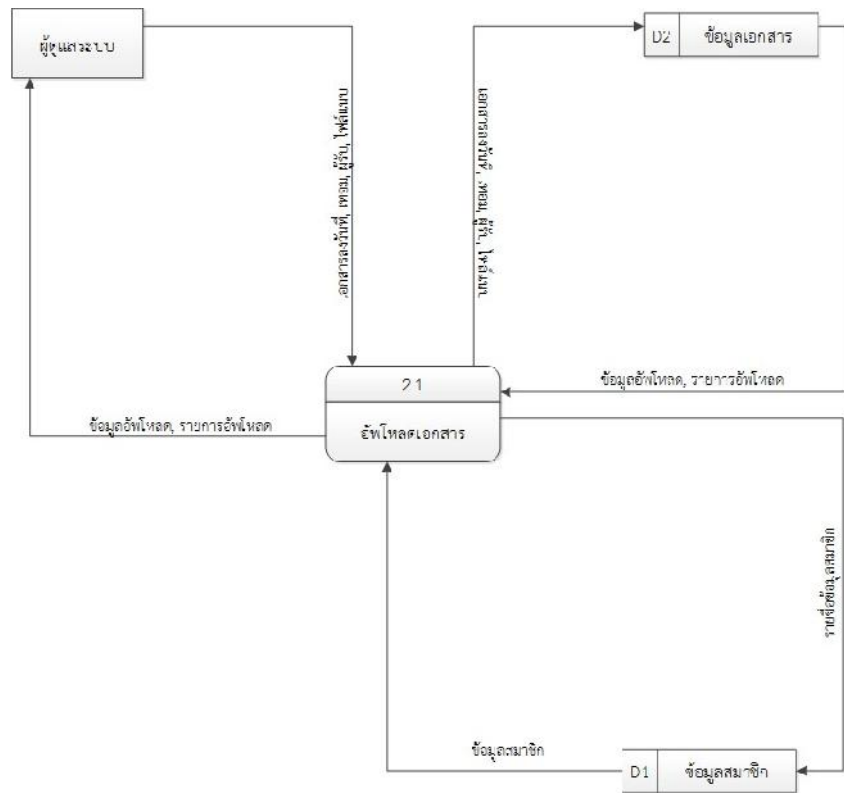 ผู้ดูแลระบบ
D2 ข้อมูลเอกสาร
เอกสารลงวันที่, เทอม, ผู้รับ, ไฟล์แนบ
เอกสารลงวันที่, เทอม, ผู้รับ, ไฟล์แนบ
2.1
อัพโหลดเอกสาร
ข้อมูลอัพโหลด, รายการอัพโหลด
ข้อมูลอัพโหลด, รายการอัพโหลด
รายชื่อข้อมูลสมาชิก
ข้อมูลสมาชิก
D1 ข้อมูลสมาชิก